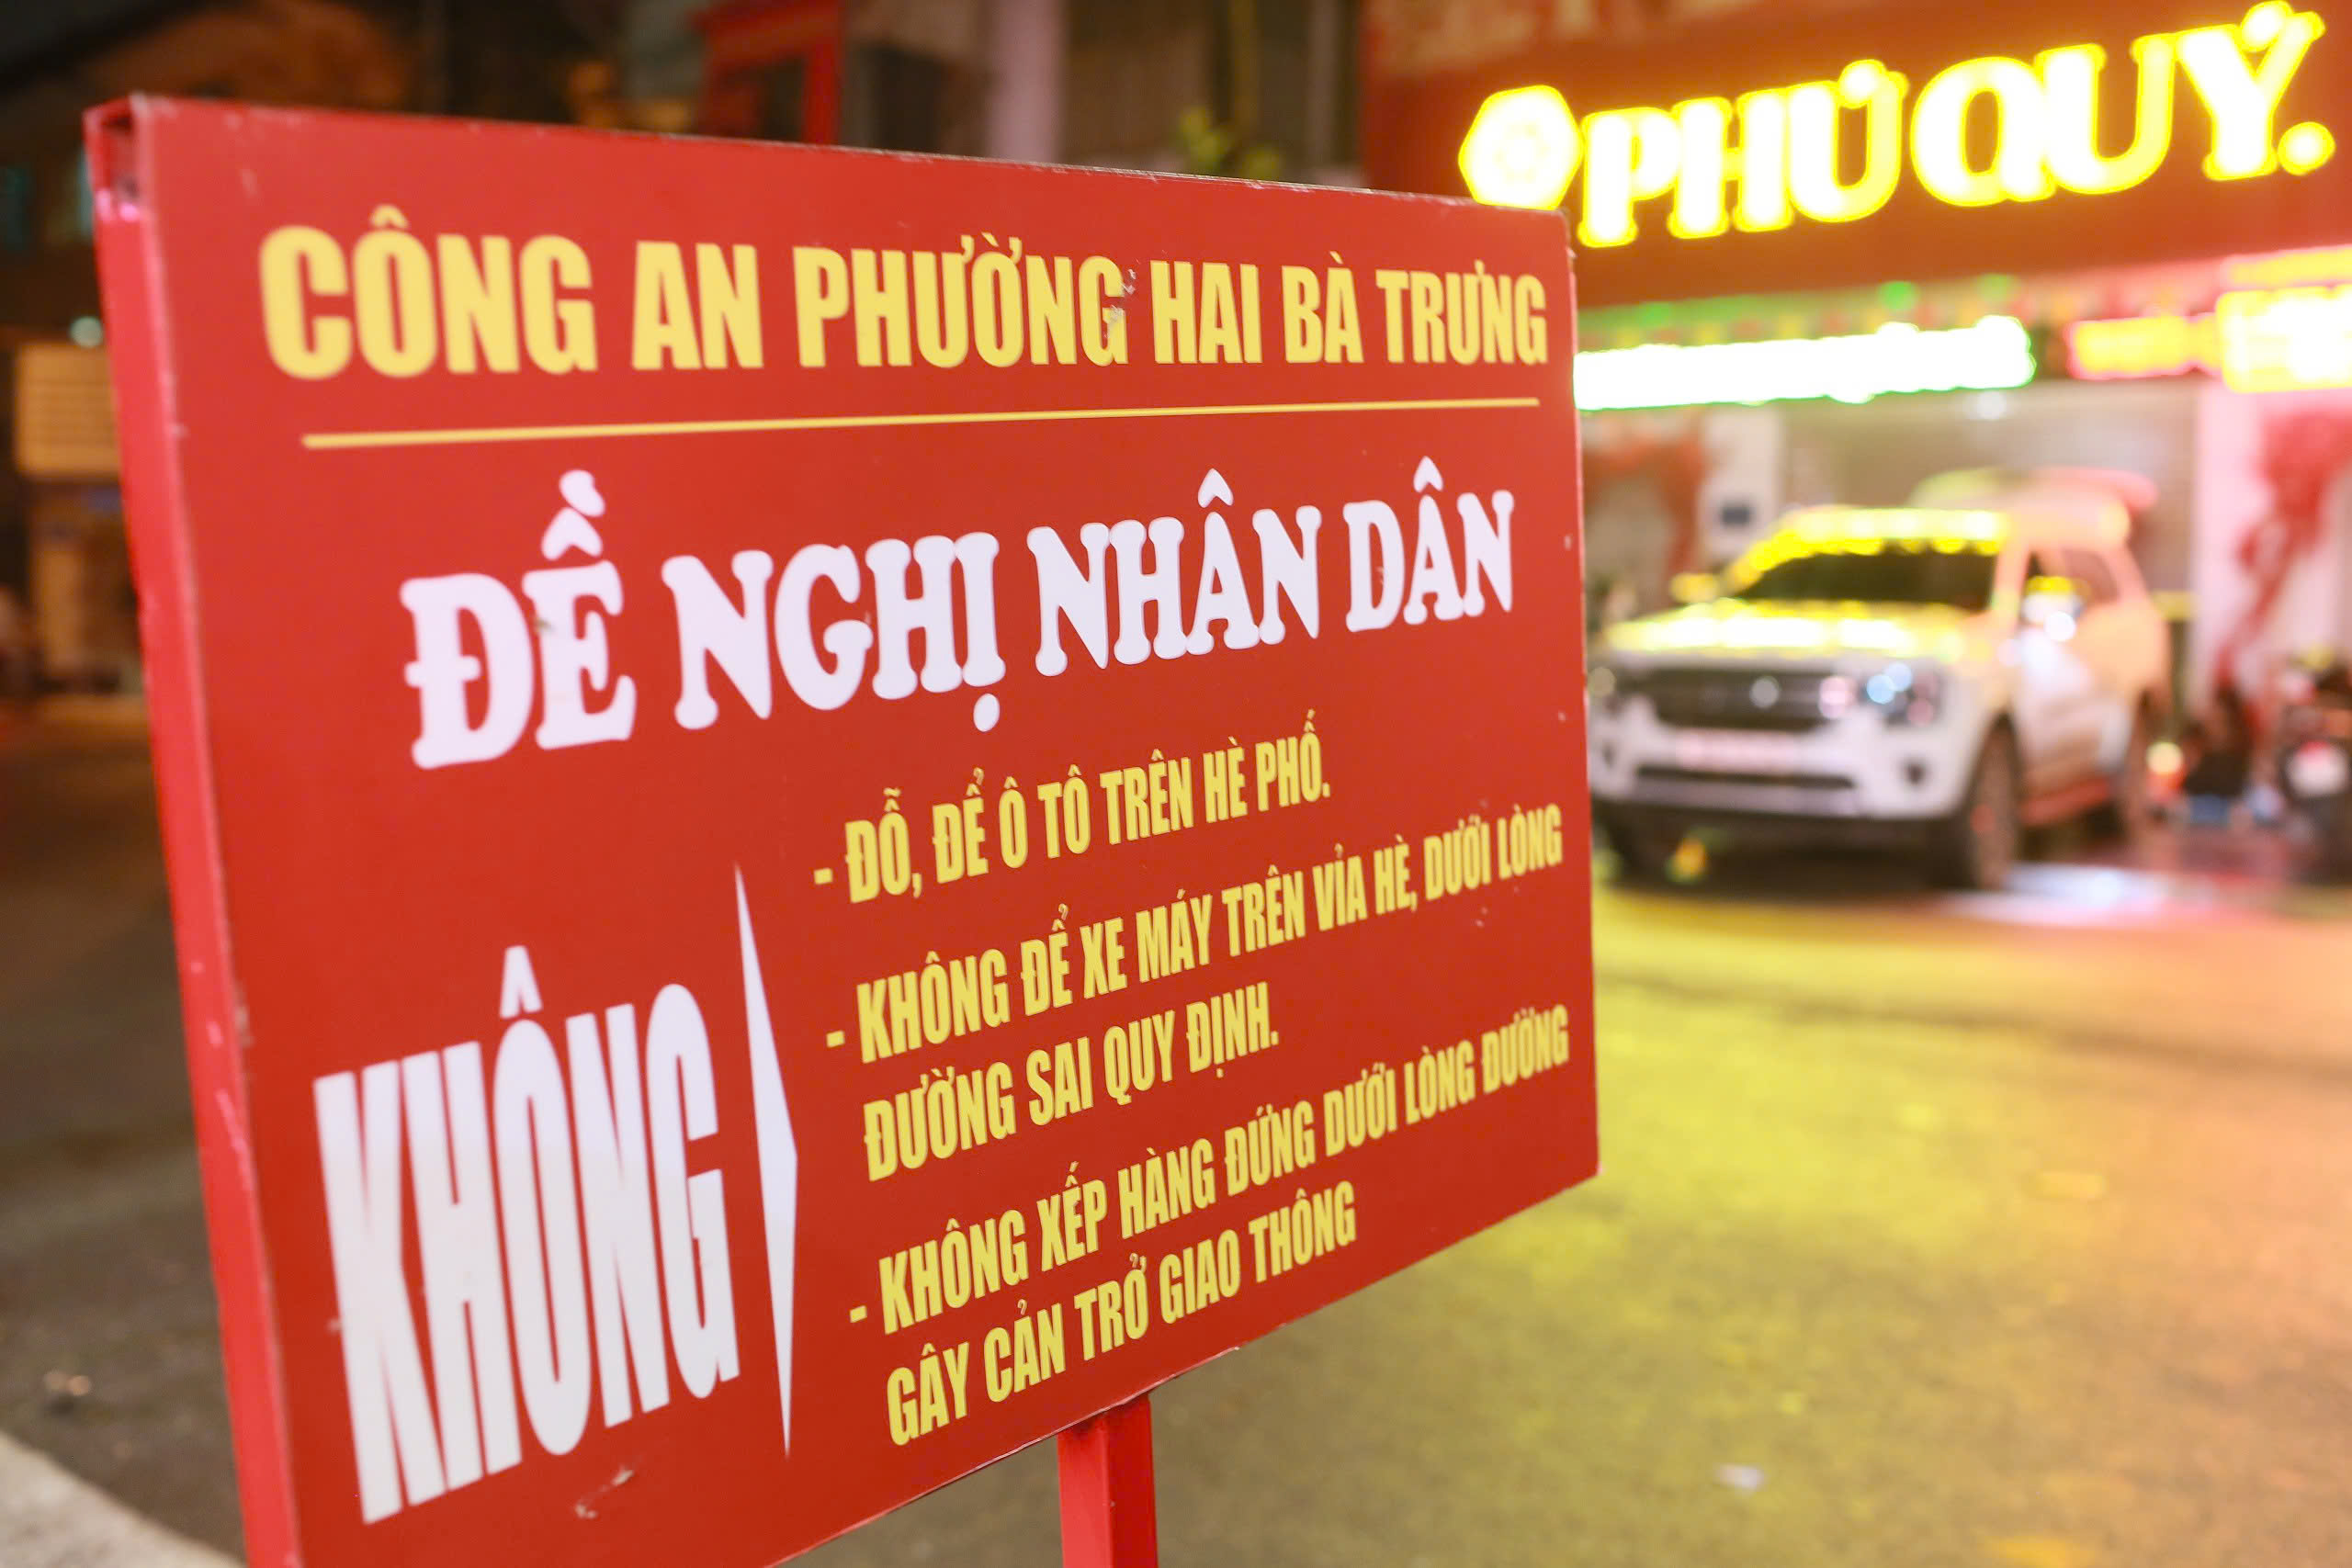 CÔNG AN PHƯỜNG HAI BÀ TRƯNG
ĐỀ NGHỊ NHÂN DÂN
KHÔNG
- ĐỖ, ĐỂ Ô TÔ TRÊN HÈ PHỐ.
- KHÔNG ĐỂ XE MÁY TRÊN VỈA HÈ, DƯỚI LÒNG
ĐƯỜNG SAI QUY ĐỊNH.
- KHÔNG XẾP HÀNG ĐỨNG DƯỚI LÒNG ĐƯỜNG
GÂY CẢN TRỞ GIAO THÔNG
PHÚ QUÝ.